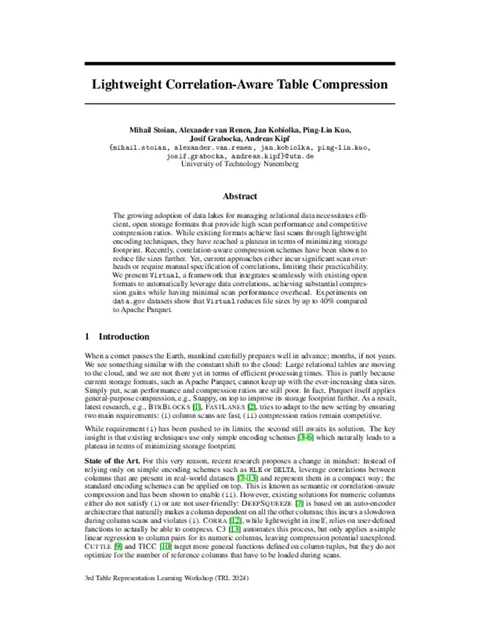 Lightweight Correlation-Aware Table Compression
Mihail Stoian, Alexander van Renen, Jan Kobiolka, Ping-Lin Kuo,
Josif Grabocka, Andreas Kipf
{mihail.stoian, alexander.van.renen, jan.kobiolka, ping-lin.kuo,
josif.grabocka, andreas.kipf}@utn.de
University of Technology Nuremberg
Abstract
The growing adoption of data lakes for managing relational data necessitates effi-
cient, open storage formats that provide high scan performance and competitive
compression ratios. While existing formats achieve fast scans through lightweight
encoding techniques, they have reached a plateau in terms of minimizing storage
footprint. Recently, correlation-aware compression schemes have been shown to
reduce file sizes further. Yet, current approaches either incur significant scan over-
heads or require manual specification of correlations, limiting their practicability.
We present Virtual, a framework that integrates seamlessly with existing open
formats to automatically leverage data correlations, achieving substantial compres-
sion gains while having minimal scan performance overhead. Experiments on
data.gov datasets show that Virtual reduces file sizes by up to 40% compared
to Apache Parquet.
1 Introduction
When a comet passes the Earth, mankind carefully prepares well in advance; months, if not years.
We see something similar with the constant shift to the cloud: Large relational tables are moving
to the cloud, and we are not there yet in terms of efficient processing times. This is partly because
current storage formats, such as Apache Parquet, cannot keep up with the ever-increasing data sizes.
Simply put, scan performance and compression ratios are still poor. In fact, Parquet itself applies
general-purpose compression, e.g., Snappy, on top to improve its storage footprint further. As a result,
latest research, e.g., BTRBLOCKS [1], FASTLANES [2], tries to adapt to the new setting by ensuring
two main requirements: (i) column scans are fast, (ii) compression ratios remain competitive.
While requirement (i) has been pushed to its limits, the second still awaits its solution. The key
insight is that existing techniques use only simple encoding schemes [3–6] which naturally leads to a
plateau in terms of minimizing storage footprint.
State of the Art. For this very reason, recent research proposes a change in mindset: Instead of
relying only on simple encoding schemes such as RLE or DELTA, leverage correlations between
columns that are present in real-world datasets [7–13] and represent them in a compact way; the
standard encoding schemes can be applied on top. This is known as semantic or correlation-aware
compression and has been shown to enable (ii). However, existing solutions for numeric columns
either do not satisfy (i) or are not user-friendly: DEEPSQUEEZE [7] is based on an auto-encoder
architecture that naturally makes a column dependent on all the other columns; this incurs a slowdown
during column scans and violates (i). CORRA [12], while lightweight in itself, relies on user-defined
functions to actually be able to compress. C3 [13] automates this process, but only applies a simple
linear regression to column pairs for its numeric columns, leaving compression potential unexplored.
CUTTLE [9] and TICC [10] target more general functions defined on column-tuples, but they do not
optimize for the number of reference columns that have to be loaded during scans.
3rd Table Representation Learning Workshop (TRL 2024)